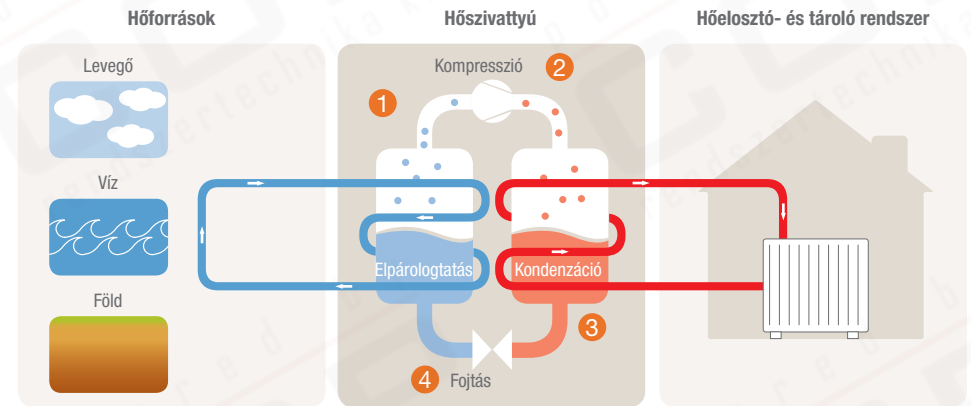 Hőforrások
Hőszivattyú
Hőelosztó- és tároló rendszer
Levegő
Víz
Föld
Kompresszió
1
2
Elpárologtatás
Kondenzáció
3
4
Fojtás